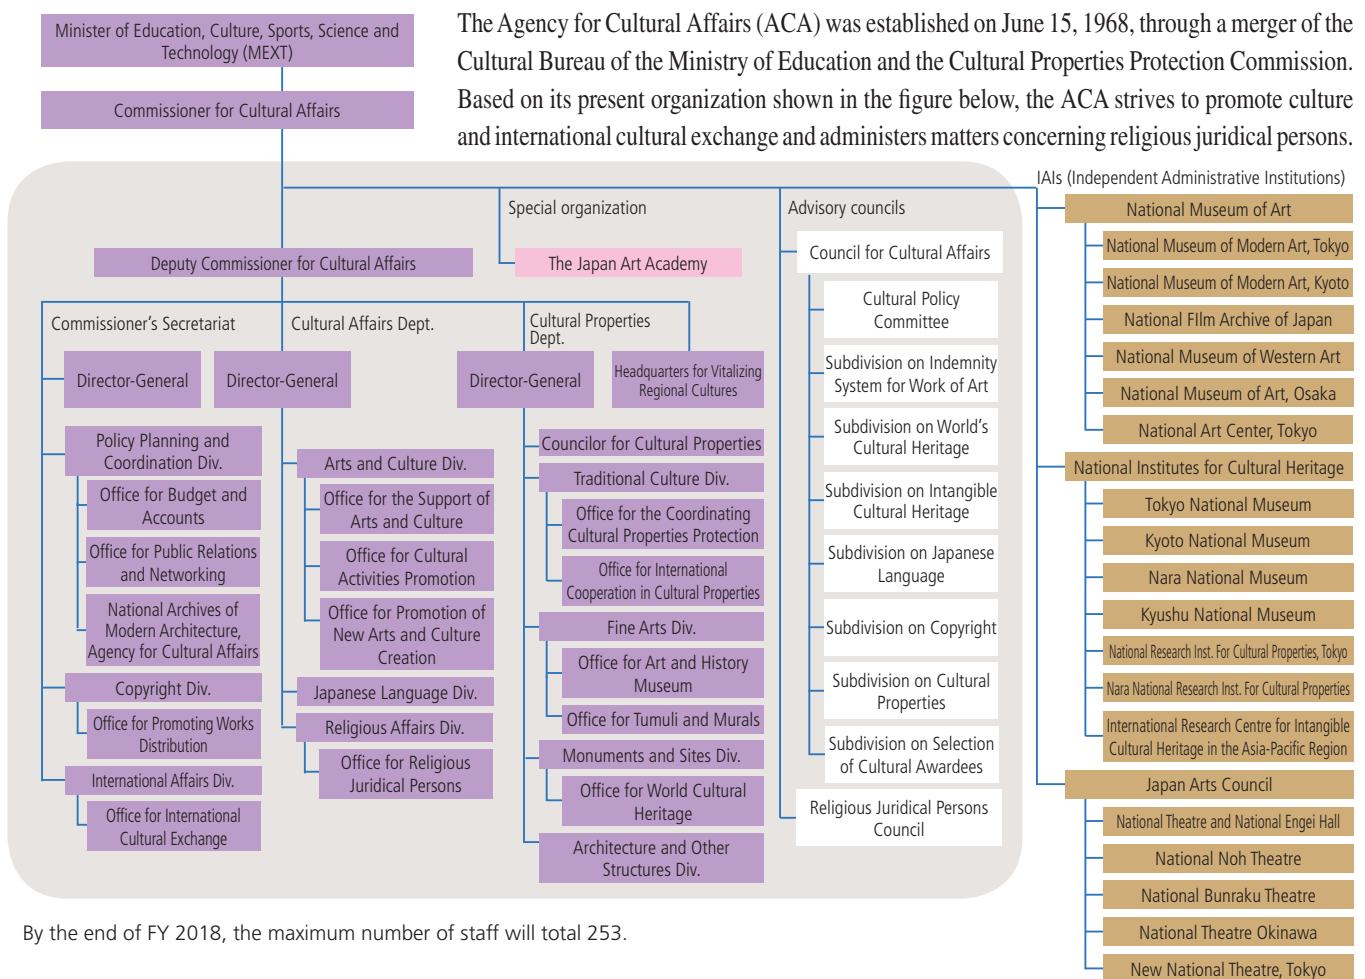 Minister of Education, Culture, Sports, Science and
Technology (MEXT)
Commissioner for Cultural Affairs
The Agency for Cultural Affairs (ACA) was established on June 15, 1968, through a merger of the
Cultural Bureau of the Ministry of Education and the Cultural Properties Protection Commission.
Based on its present organization shown in the figure below, the ACA strives to promote culture
and international cultural exchange and administers matters concerning religious juridical persons.
Special organization
The Japan Art Academy
Deputy Commissioner for Cultural Affairs
Commissioner's Secretariat
Director-General
Policy Planning and
Coordination Div.
Office for Budget and
Accounts
Office for Public Relations
and Networking
National Archives of
Modern Architecture,
Agency for Cultural Affairs
Copyright Div.
Office for Promoting Works
Distribution
International Affairs Div.
Office for International
Cultural Exchange
Cultural Affairs Dept.
Director-General
Arts and Culture Div.
Office for the Support of
Arts and Culture
Office for Cultural
Activities Promotion
Office for Promotion of
New Arts and Culture
Creation
Japanese Language Div.
Religious Affairs Div.
Office for Religious
Juridical Persons
Cultural Properties
Dept.
Director-General
Councilor for Cultural Properties
Traditional Culture Div.
Office for the Coordinating
Cultural Properties Protection
Office for International
Cooperation in Cultural Properties
Fine Arts Div.
Office for Art and History
Museum
Office for Tumuli and Murals
Monuments and Sites Div.
Office for World Cultural
Heritage
Architecture and Other
Structures Div.
Headquarters for Vitalizing
Regional Cultures
Advisory councils
Council for Cultural Affairs
Cultural Policy
Committee
Subdivision on Indemnity
System for Work of Art
Subdivision on World's
Cultural Heritage
Subdivision on Intangible
Cultural Heritage
Subdivision on Japanese
Language
Subdivision on Copyright
Subdivision on Cultural
Properties
Subdivision on Selection
of Cultural Awardees
Religious Juridical Persons
Council
IAIs (Independent Administrative Institutions)
National Museum of Art
National Museum of Modern Art, Tokyo
National Museum of Modern Art, Kyoto
National FIlm Archive of Japan
National Museum of Western Art
National Museum of Art, Osaka
National Art Center, Tokyo
National Institutes for Cultural Heritage
Tokyo National Museum
Kyoto National Museum
Nara National Museum
Kyushu National Museum
National Research Inst. For Cultural Properties, Tokyo
Nara National Research Inst. For Cultural Properties
International Research Centre for Intangible
Cultural Heritage in the Asia-Pacific Region
Japan Arts Council
National Theatre and National Engei Hall
National Noh Theatre
National Bunraku Theatre
National Theatre Okinawa
New National Theatre, Tokyo
By the end of FY 2018, the maximum number of staff will total 253.